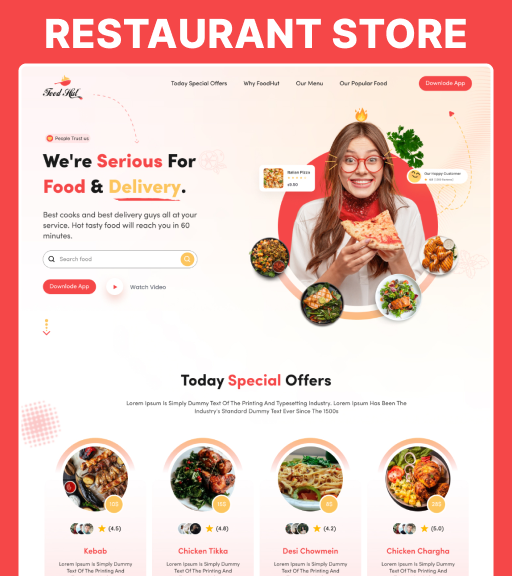 RESTAURANT STORE
Food Hut
Today Special Offers
Why FoodHut
Our Menu
Our Popular Food
Downlode App
People Trust us
We're Serious For
Food & Delivery.
Best cooks and best delivery guys all at your
service. Hot tasty food will reach you in 60
minutes.
Search food
Downlode App
Watch Video
Italian Pizza
Our Happy Customer
Today Special Offers
Lorem Ipsum Is Simply Dummy Text Of The Printing And Typesetting Industry. Lorem Ipsum Has Been The
Industry's Standard Dummy Text Ever Since The 1500s
(4.5)
(4.8)
(4.2)
(5.0)
Kebab
Chicken Tikka
Desi Chowmein
Chicken Chargha
Lorem Ipsum Is Simply Dummy
Text Of The Printing And
Lorem Ipsum Is Simply Dummy
Text Of The Printing And
Lorem Ipsum Is Simply Dummy
Text Of The Printing And
Lorem Ipsum Is Simply Dummy
Text Of The Printing And